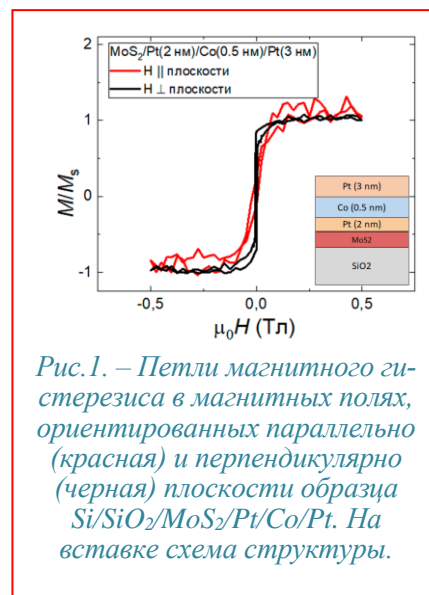 MoS₂/Pt(2 нм)/Co(0.5 нм)/Pt(3 нм)
H || плоскости
H ⊥ плоскости
2
1
0
-1
M/Mₛ
-0,5
0,0
0,5
μ₀H (Тл)
Pt (3 nm)
Co (0.5 nm)
Pt (2 nm)
MoS2
SiO2
Рис.1. – Петли магнитного ги-
стерезиса в магнитных полях,
ориентированных параллельно
(красная) и перпендикулярно
(черная) плоскости образца
Si/SiO₂/MoS₂/Pt/Co/Pt. На
вставке схема структуры.